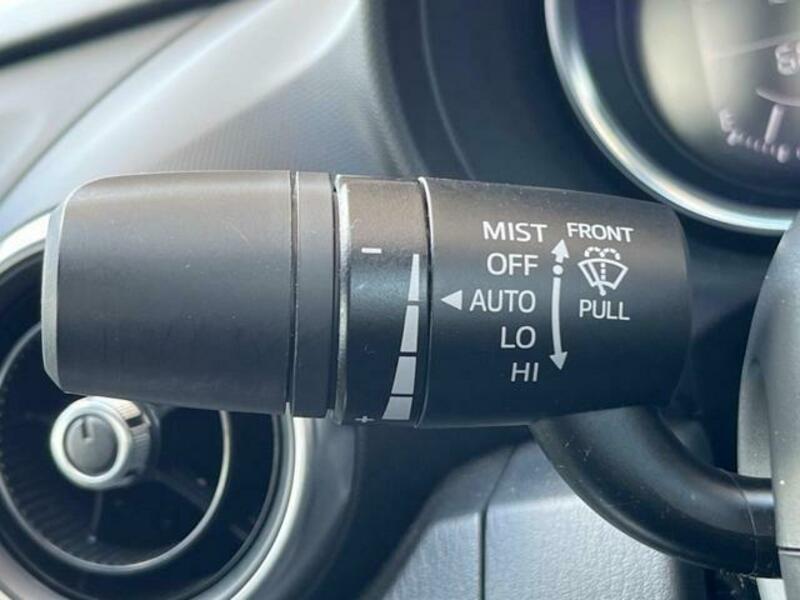 MIST
OFF
AUTO
LO
HI
FRONT
PULL
−
+